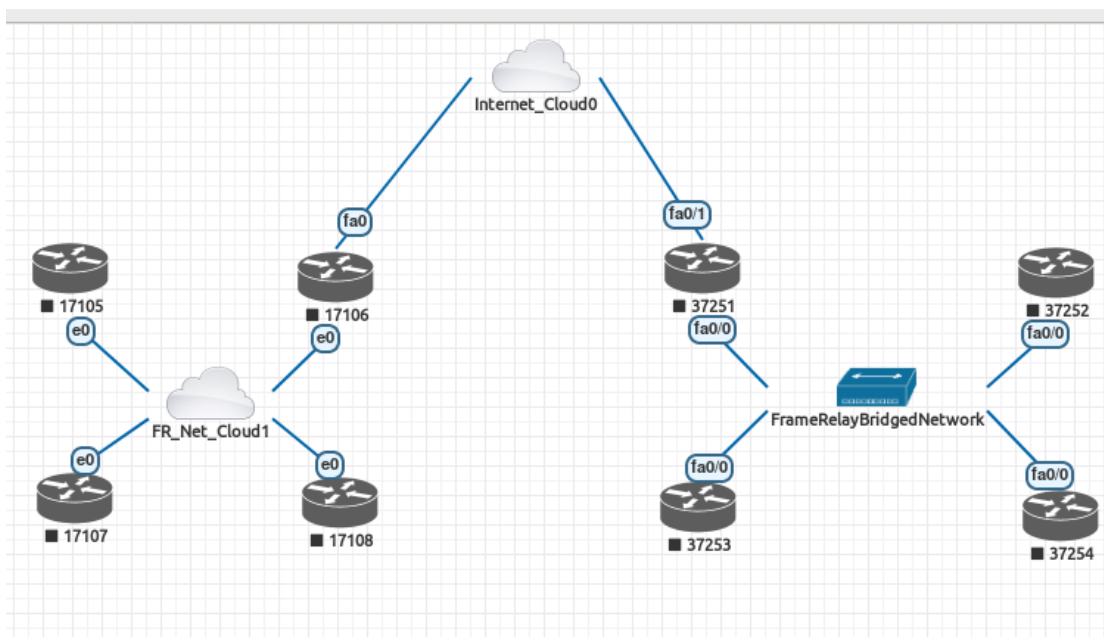 Internet_Cloud0
fa0
fa0/1
17105
17106
37251
37252
e0
e0
fa0/0
fa0/0
FR_Net_Cloud1
FrameRelayBridgedNetwork
e0
e0
fa0/0
fa0/0
17107
17108
37253
37254